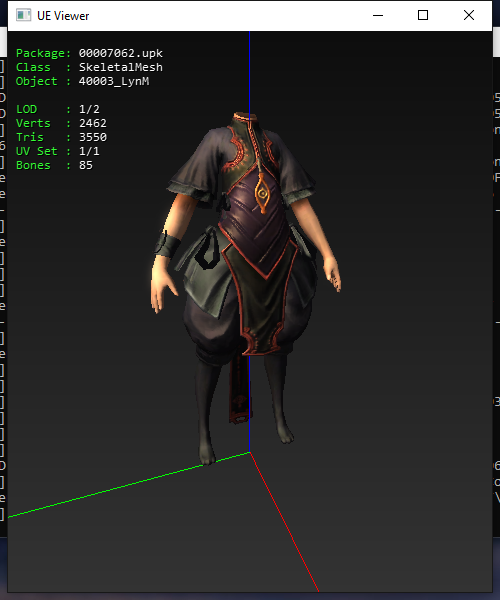 UE Viewer
Package: 00007062.upk
Class  : SkeletalMesh
Object : 40003_LynM
LOD    : 1/2
Verts  : 2462
Tris   : 3550
UV Set : 1/1
Bones  : 85